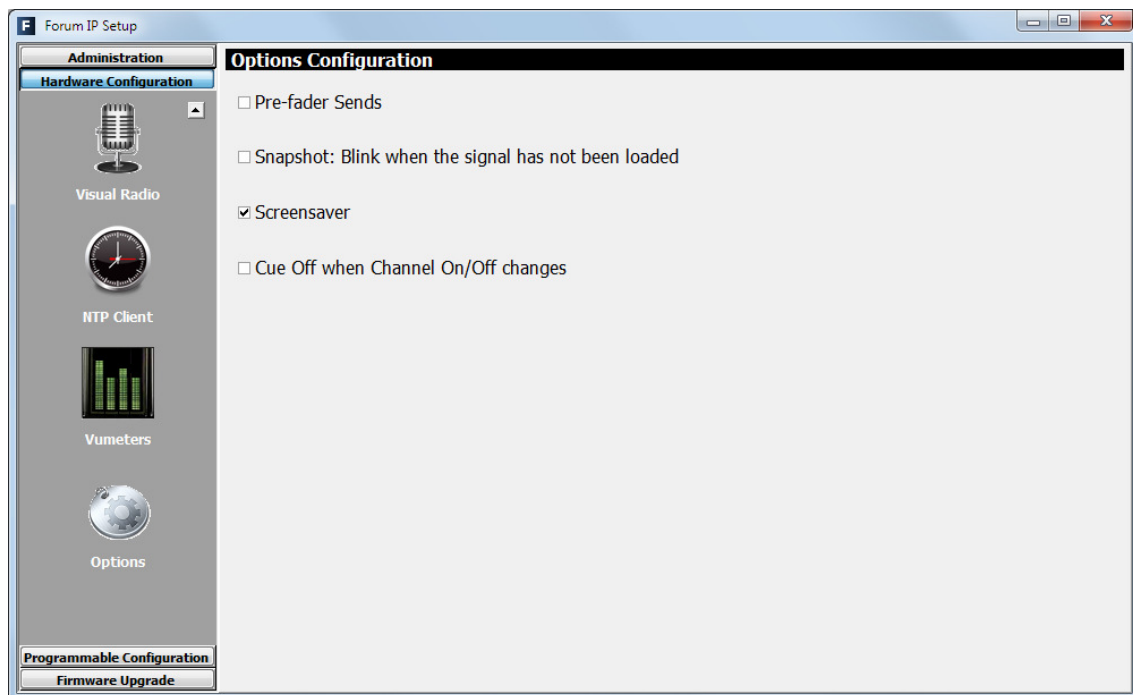 F Forum IP Setup
Administration
Hardware Configuration
Visual Radio
NTP Client
Vumeters
Options
Programmable Configuration
Firmware Upgrade
Options Configuration
Pre-fader Sends
Snapshot: Blink when the signal has not been loaded
Screensaver
Cue Off when Channel On/Off changes